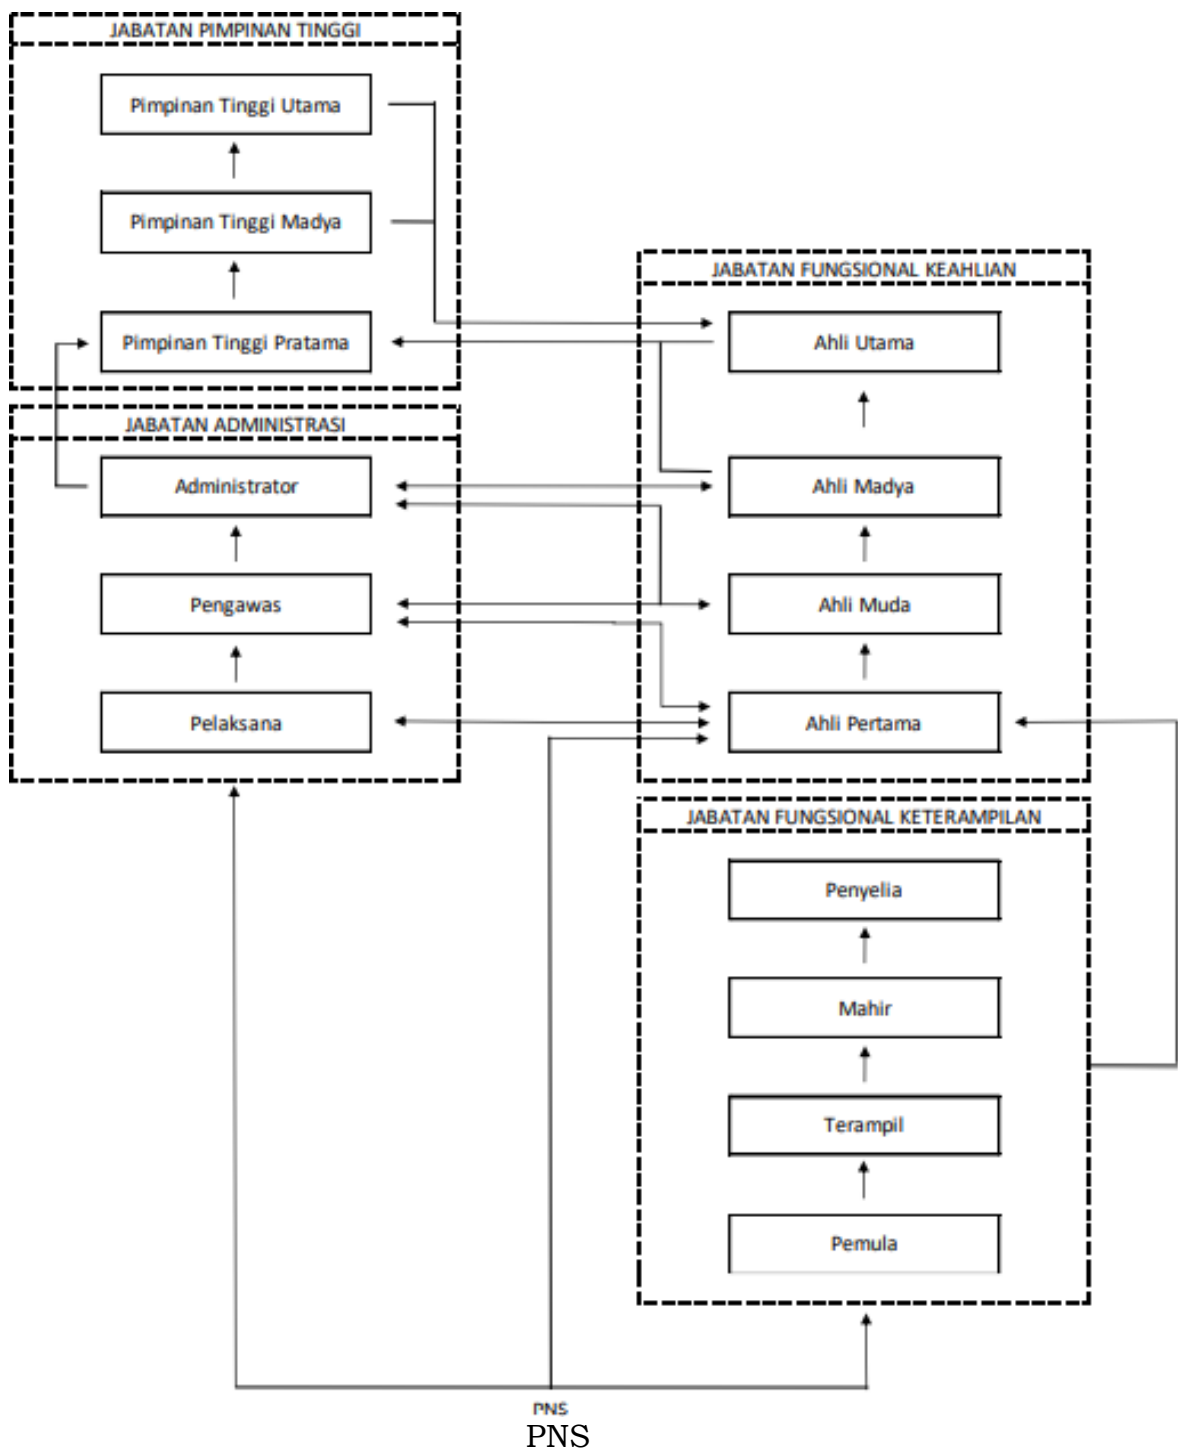 JABATAN PIMPINAN TINGGI
Pimpinan Tinggi Utama
Pimpinan Tinggi Madya
Pimpinan Tinggi Pratama
JABATAN ADMINISTRASI
Administrator
Pengawas
Pelaksana
JABATAN FUNGSIONAL KEAHLIAN
Ahli Utama
Ahli Madya
Ahli Muda
Ahli Pertama
JABATAN FUNGSIONAL KETERAMPILAN
Penyelia
Mahir
Terampil
Pemula
PNS
PNS